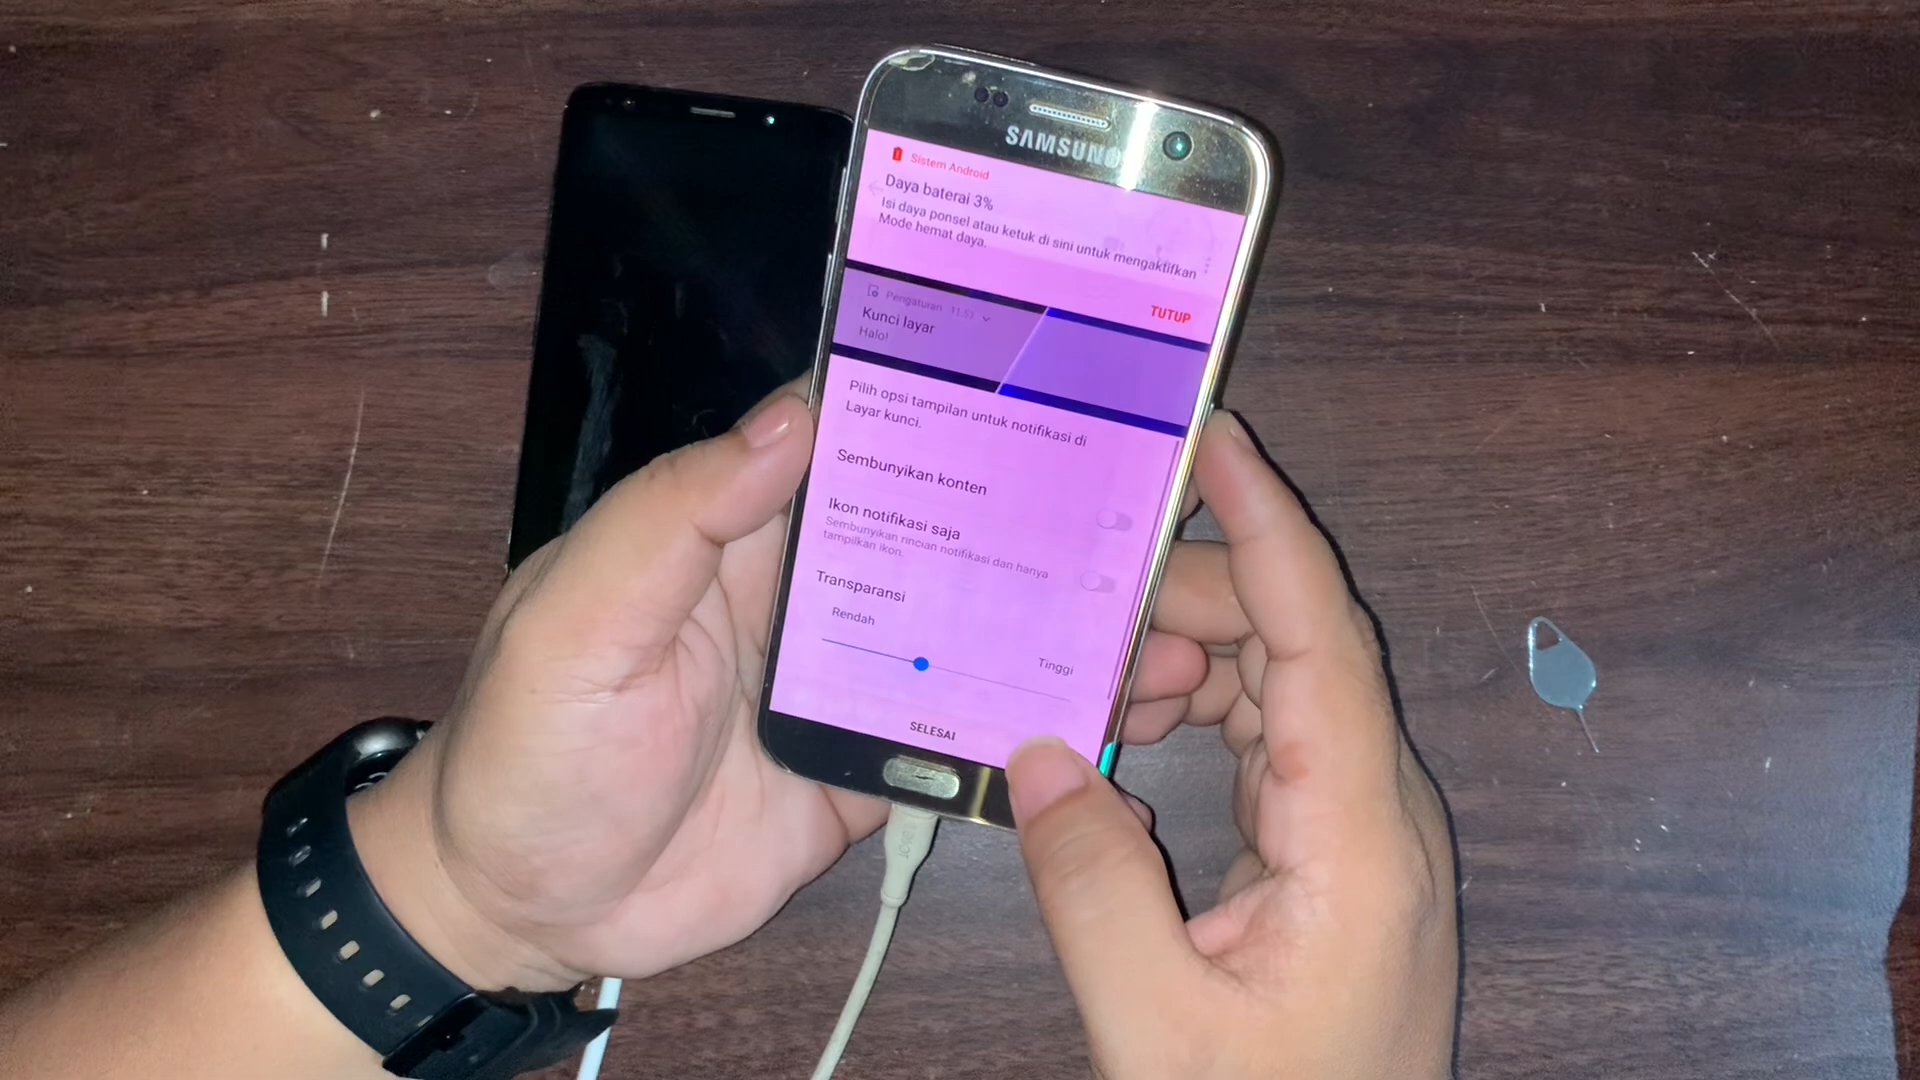 SAMSUNG
Sistem Android
Daya baterai 3%
Isi daya ponsel atau ketuk di sini untuk mengaktifkan
Mode hemat daya.
TUTUP
Pengaturan 11.53
Kunci layar
Halo!
Pilih opsi tampilan untuk notifikasi di
Layar kunci.
Sembunyikan konten
Ikon notifikasi saja
Sembunyikan rincian notifikasi dan hanya
tampilkan ikon.
Transparansi
Rendah
Tinggi
SELESAI